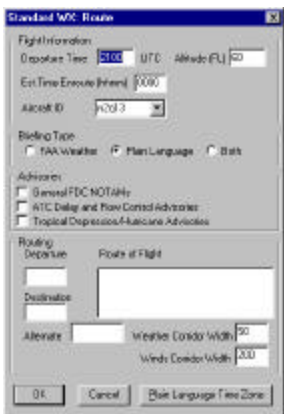 Standard WX: Route
Flight Information
Departure Time 2100 UTC Altitude (FL) 60
Est Time Enroute (hhmm) 0000
Aircraft ID
Briefing Type
FAA Weather Plain Language Both
Advisories
General FDC NOTAMs
ATC Delay and Flow Control Advisories
Tropical Depression/Hurricane Advisories
Routing
Departure Route of Flight
Destination
Alternate Weather Corridor Width 50
Winds Corridor Width 200
OK Cancel Plain Language Time Zone